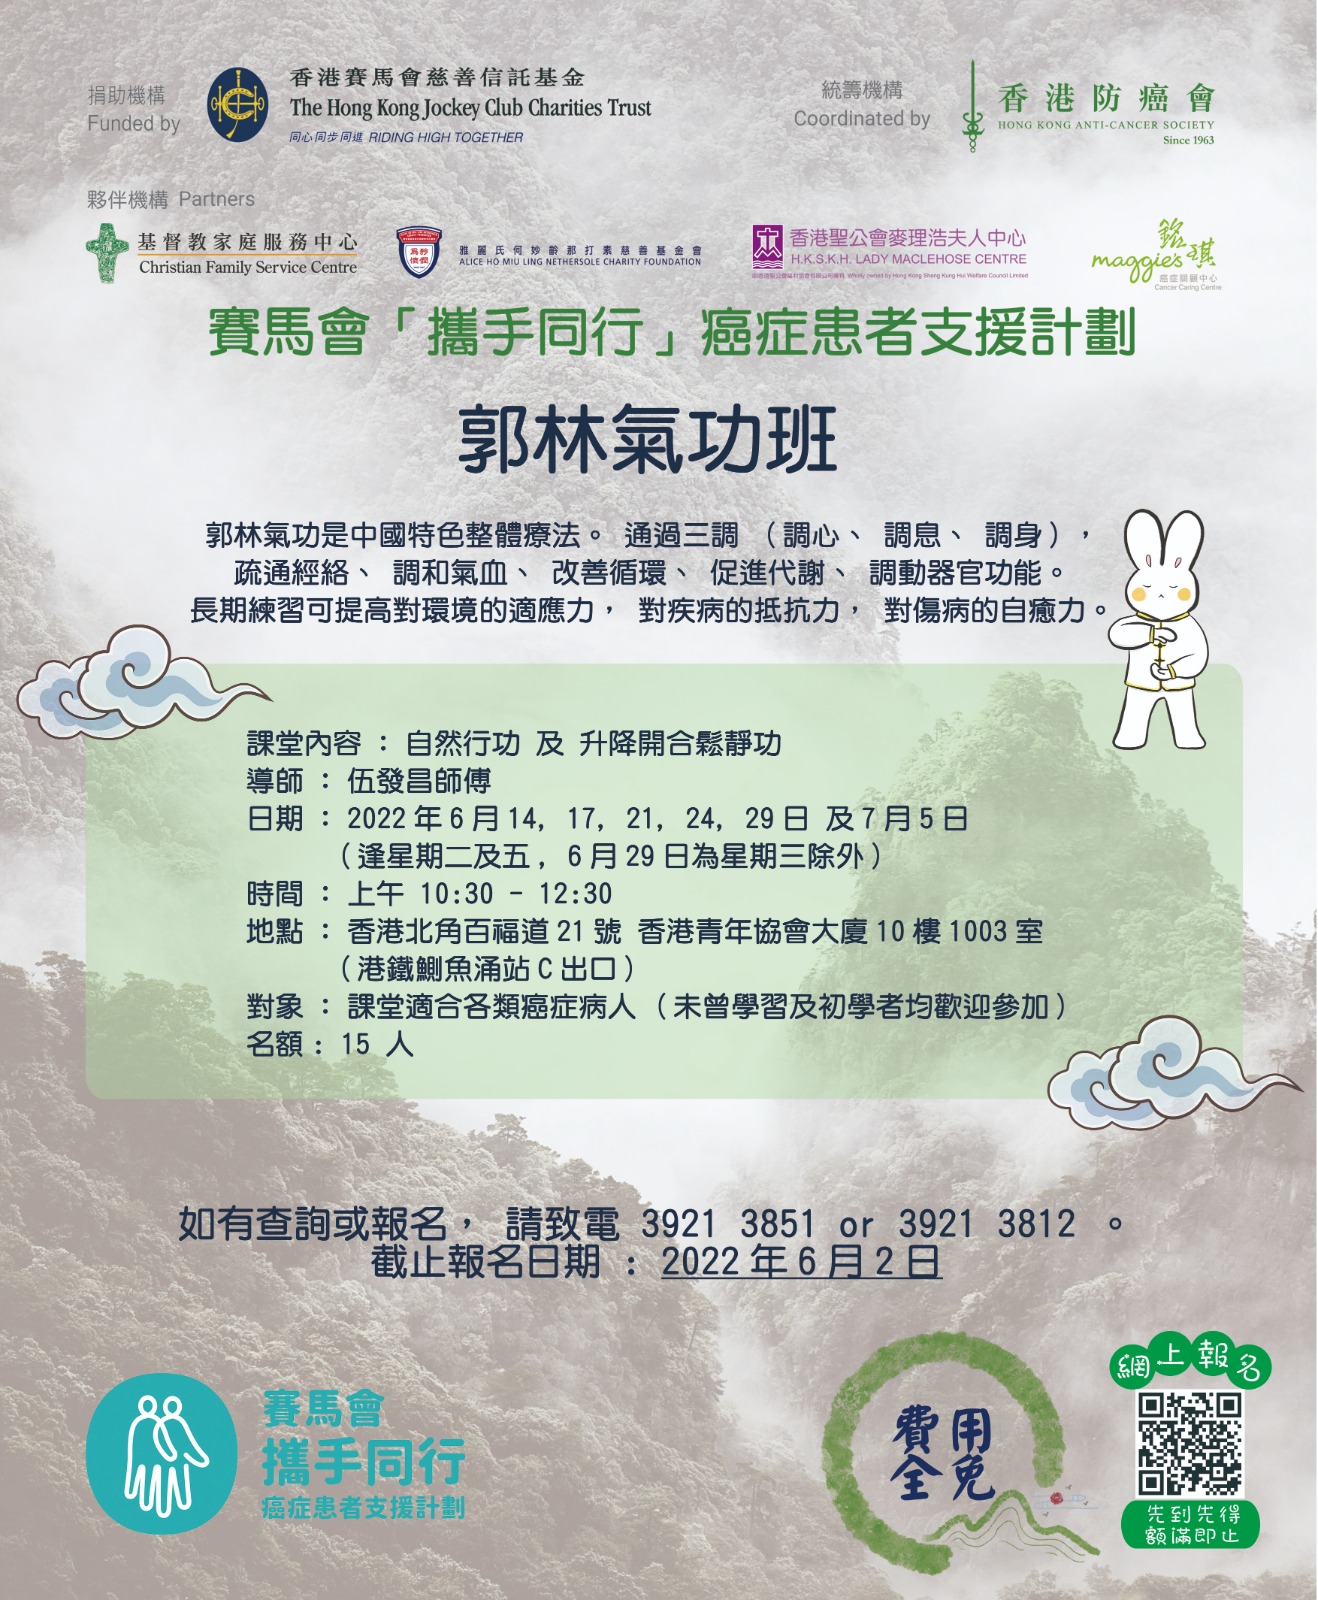 捐助機構
Funded by
香港賽馬會慈善信託基金
The Hong Kong Jockey Club Charities Trust
同心同步同進 RIDING HIGH TOGETHER
統籌機構
Coordinated by
香港防癌會
HONG KONG ANTI-CANCER SOCIETY
Since 1963
夥伴機構 Partners
基督教家庭服務中心
Christian Family Service Centre
雅麗氏何妙齡那打素慈善基金會
ALICE HO MIU LING NETHERSOLE CHARITY FOUNDATION
香港聖公會麥理浩夫人中心
H.K.S.K.H. LADY MACLEHOSE CENTRE
Wholly owned by Hong Kong Sheng Kung Hui Welfare Council Limited
銘琪
maggie's
癌症關顧中心
Cancer Caring Centre
賽馬會「攜手同行」癌症患者支援計劃
郭林氣功班
郭林氣功是中國特色整體療法。 通過三調 （調心、 調息、 調身），
疏通經絡、 調和氣血、 改善循環、 促進代謝、 調動器官功能。
長期練習可提高對環境的適應力， 對疾病的抵抗力， 對傷病的自癒力。
課堂內容 ： 自然行功 及 升降開合鬆靜功
導師 ： 伍發昌師傅
日期 ： 2022 年 6 月 14, 17, 21, 24, 29 日 及 7 月 5 日
（逢星期二及五 , 6 月 29 日為星期三除外）
時間 ： 上午 10:30 - 12:30
地點 ： 香港北角百福道 21 號 香港青年協會大廈 10 樓 1003 室
（港鐵鰂魚涌站 C 出口）
對象 ： 課堂適合各類癌症病人 （未曾學習及初學者均歡迎參加）
名額 : 15 人
如有查詢或報名， 請致電 3921 3851 or 3921 3812 。
截止報名日期 : 2022 年 6 月 2 日
賽馬會
攜手同行
癌症患者支援計劃
費用
全免
網上報名
先到先得
額滿即止